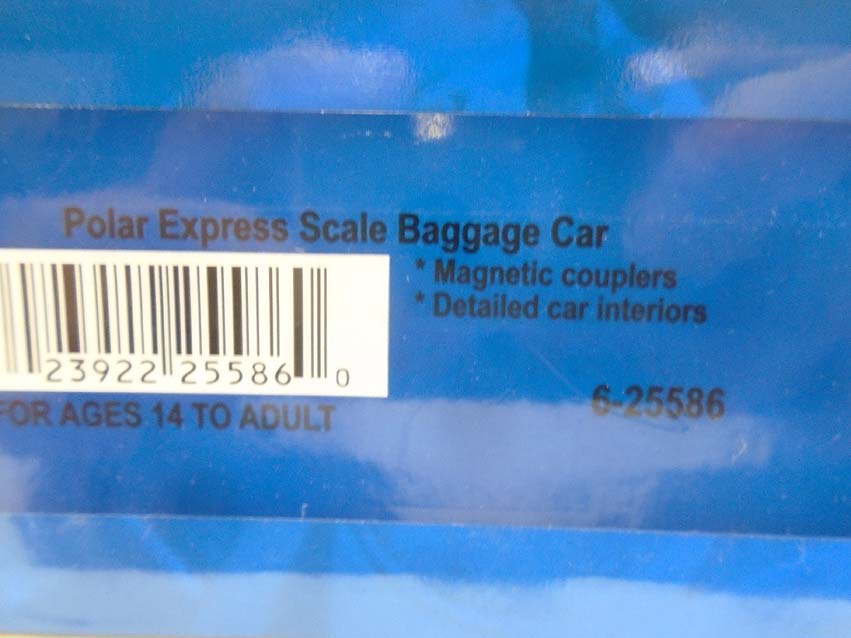 Polar Express Scale Baggage Car
* Magnetic couplers
* Detailed car interiors
23922 25586 0
FOR AGES 14 TO ADULT
6-25586